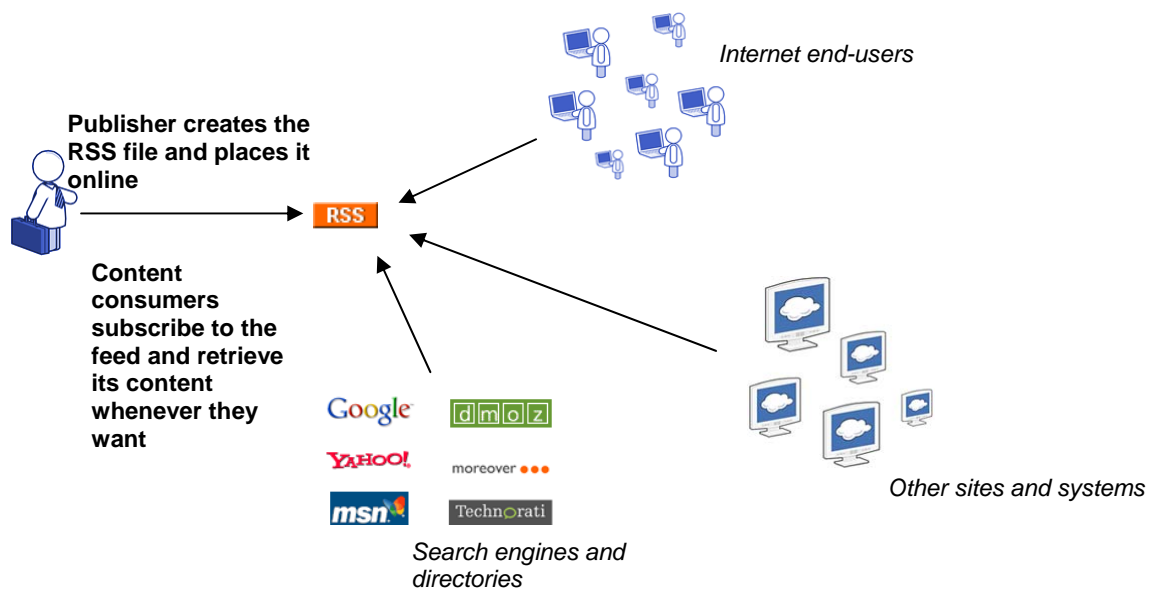 Internet end-users
Publisher creates the
RSS file and places it
online
RSS
Content
consumers
subscribe to the
feed and retrieve
its content
whenever they
want
Google
dmoz
YAHOO!
moreover
msn
Technorati
Other sites and systems
Search engines and
directories